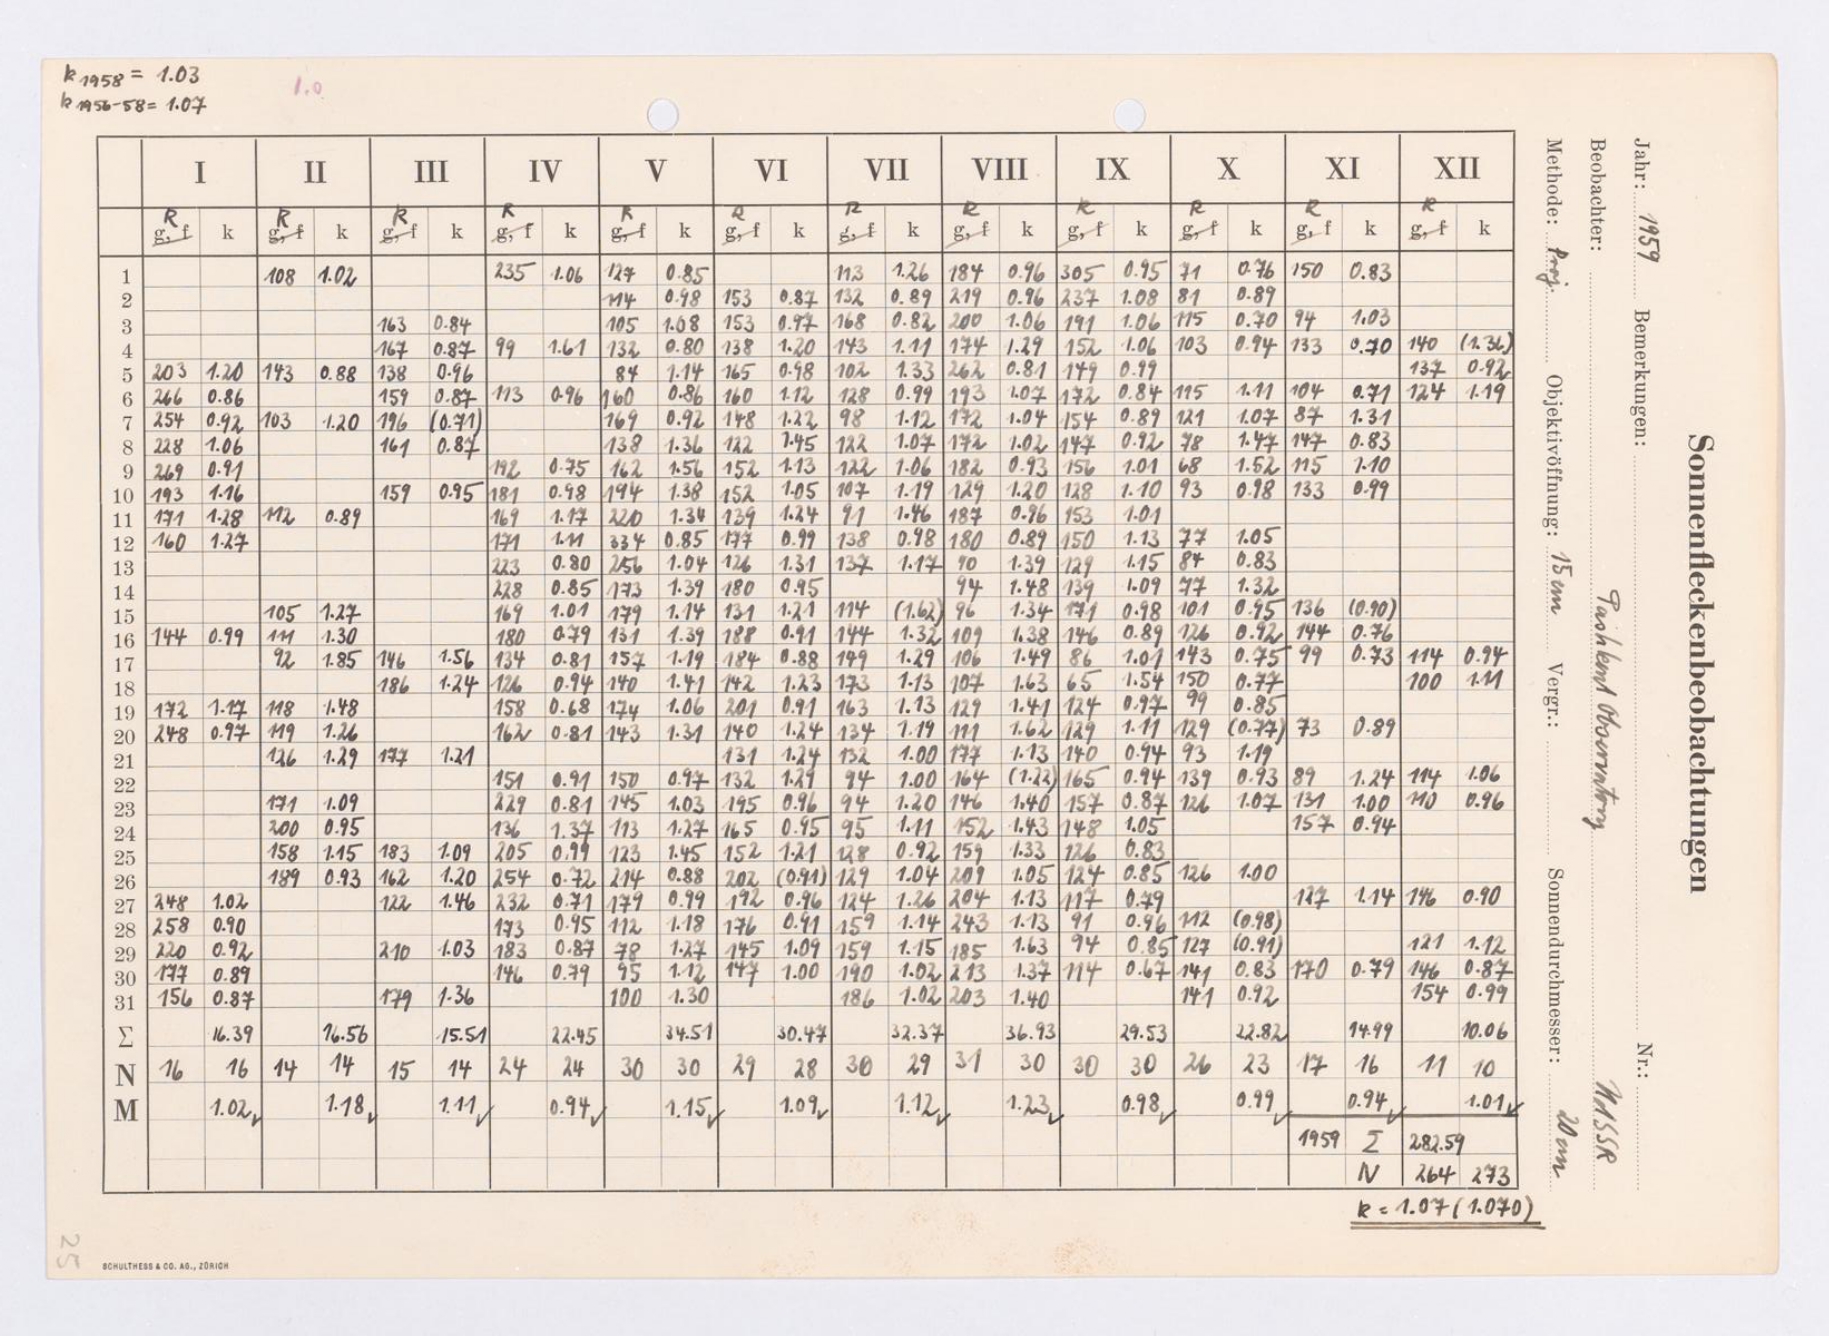 k 1958 = 1.03
k 1956-58 = 1.07
1.0
I II III IV V VI VII VIII IX X XI XII
R R R R R R R R R R R R
g, f k g, f k g, f k g, f k g, f k g, f k g, f k g, f k g, f k g, f k g, f k g, f k
1 108 1.02 235 1.06 127 0.85 113 1.26 184 0.96 305 0.95 71 0.76 150 0.83
2 114 0.98 153 0.87 132 0.89 219 0.96 237 1.08 81 0.89
3 163 0.84 105 1.08 153 0.97 168 0.82 200 1.06 191 1.06 115 0.70 94 1.03
4 167 0.87 99 1.61 132 0.80 138 1.20 143 1.11 174 1.29 152 1.06 103 0.94 133 0.70 140 (1.36)
5 203 1.20 143 0.88 138 0.96 84 1.14 165 0.98 102 1.33 262 0.81 149 0.99 137 0.92
6 266 0.86 159 0.87 113 0.96 160 0.86 160 1.12 128 0.99 193 1.07 172 0.84 115 1.11 104 0.71 124 1.19
7 254 0.92 103 1.20 196 (0.71) 169 0.92 148 1.22 98 1.12 172 1.04 154 0.89 121 1.07 87 1.31
8 228 1.06 161 0.87 138 1.36 122 1.45 122 1.07 172 1.02 147 0.92 78 1.47 147 0.83
9 269 0.91 192 0.75 162 1.56 152 1.13 122 1.06 182 0.93 156 1.01 68 1.52 115 1.10
10 193 1.16 159 0.95 181 0.98 194 1.38 152 1.05 107 1.19 129 1.20 128 1.10 93 0.98 133 0.99
11 171 1.28 112 0.89 169 1.17 220 1.34 139 1.24 91 1.46 187 0.96 153 1.01
12 160 1.27 171 1.11 334 0.85 177 0.99 138 0.98 180 0.89 150 1.13 77 1.05
13 223 0.80 256 1.04 126 1.31 137 1.17 90 1.39 129 1.15 84 0.83
14 228 0.85 173 1.39 180 0.95 94 1.48 139 1.09 77 1.32
15 105 1.27 169 1.01 179 1.14 131 1.21 114 (1.62) 96 1.34 171 0.98 101 0.95 136 (0.90)
16 144 0.99 111 1.30 180 0.79 131 1.39 188 0.91 144 1.32 109 1.38 146 0.89 126 0.92 144 0.76
17 92 1.85 146 1.56 134 0.81 157 1.19 184 0.88 149 1.29 106 1.49 86 1.01 143 0.75 99 0.73 114 0.94
18 186 1.24 126 0.94 140 1.41 142 1.23 173 1.13 107 1.63 65 1.54 150 0.77 100 1.11
19 172 1.17 118 1.48 158 0.68 174 1.06 201 0.91 163 1.13 129 1.41 124 0.97 99 0.85
20 248 0.97 119 1.26 162 0.81 143 1.31 140 1.24 134 1.19 111 1.62 129 1.11 129 (0.77) 73 0.89
21 126 1.29 177 1.21 131 1.24 132 1.00 177 1.13 140 0.94 93 1.19
22 151 0.91 150 0.97 132 1.29 94 1.00 164 (1.22) 165 0.94 139 0.93 89 1.24 114 1.06
23 171 1.09 229 0.81 145 1.03 195 0.96 94 1.20 146 1.40 157 0.87 126 1.07 131 1.00 110 0.96
24 200 0.95 136 1.37 113 1.27 165 0.95 95 1.11 152 1.43 148 1.05 157 0.94
25 158 1.15 183 1.09 205 0.99 123 1.45 152 1.21 128 0.92 159 1.33 126 0.83
26 189 0.93 162 1.20 254 0.72 214 0.88 202 (0.91) 129 1.04 209 1.05 124 0.85 126 1.00
27 248 1.02 122 1.46 232 0.71 179 0.99 192 0.96 124 1.26 204 1.13 117 0.79 127 1.14 146 0.90
28 258 0.90 173 0.95 112 1.18 176 0.91 159 1.14 243 1.13 91 0.96 112 (0.98)
29 220 0.92 210 1.03 183 0.87 78 1.27 145 1.09 159 1.15 185 1.63 94 0.85 127 (0.91) 121 1.12
30 177 0.89 146 0.79 95 1.12 147 1.00 190 1.02 213 1.37 114 0.67 141 0.83 170 0.79 146 0.87
31 156 0.87 179 1.36 100 1.30 186 1.02 203 1.40 141 0.92 154 0.99
Σ 16.39 16.56 15.51 22.45 34.51 30.47 32.37 36.93 29.53 22.82 14.99 10.06
N 16 16 14 14 15 14 24 24 30 30 29 28 30 29 31 30 30 30 26 23 17 16 11 10
M 1.02 1.18 1.11 0.94 1.15 1.09 1.12 1.23 0.98 0.99 0.94 1.01
1959 Σ 282.59
N 264 273
k = 1.07 (1.070)
Sonnenfleckenbeobachtungen
Jahr: 1959 Bemerkungen: Nr.:
Beobachter: Tashkent Observatory UdSSR
Methode: Proj. Objektivöffnung: 15 cm Vergr.: Sonnendurchmesser: 20 cm
25
SCHULTHESS & CO. AG., ZÜRICH